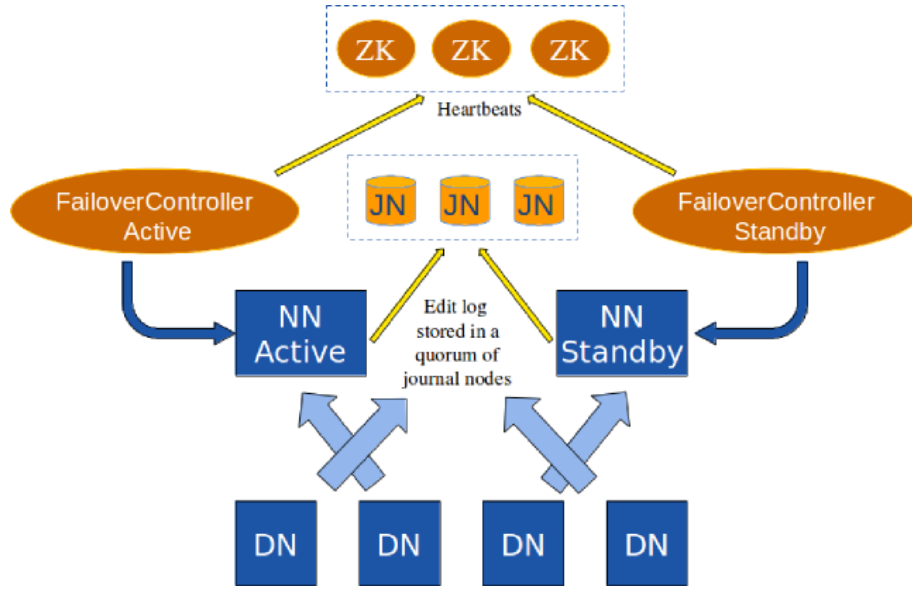 ZK
ZK
ZK
Heartbeats
FailoverController
Active
JN
JN
JN
FailoverController
Standby
NN
Active
Edit log
stored in a
quorum of
journal nodes
NN
Standby
DN
DN
DN
DN